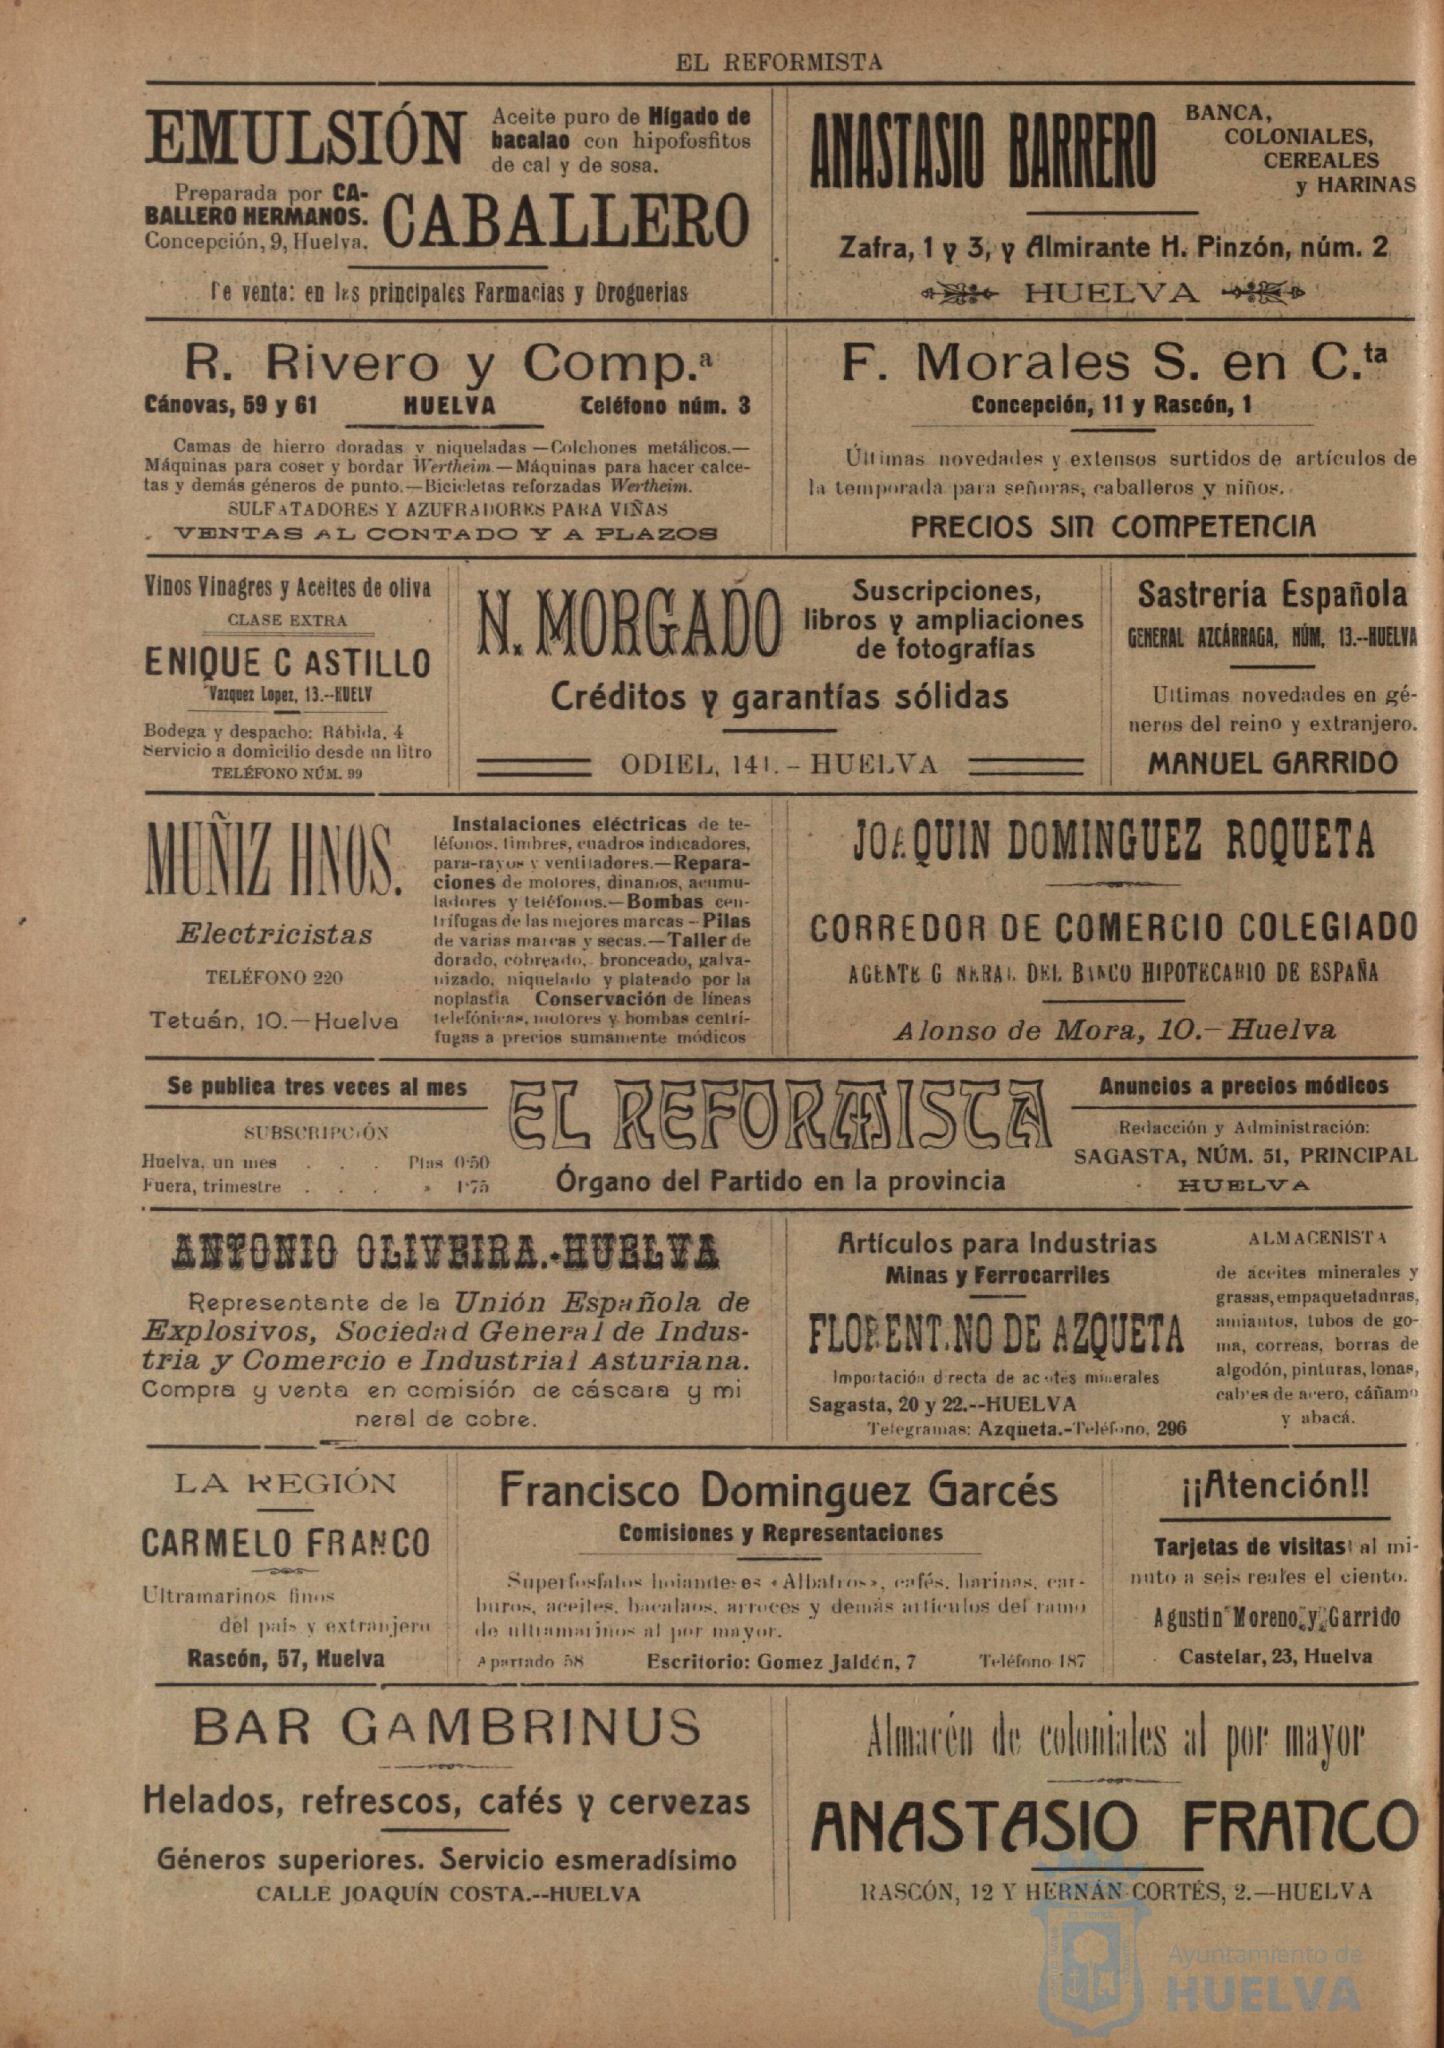 EL REFORMISTA
EMULSIÓN
Aceite puro de Hígado de
bacalao con hipofosfitos
de cal y de sosa.
Preparada por CA-
BALLERO HERMANOS.
Concepción, 9, Huelva.
CABALLERO
De venta: en las principales Farmacias y Droguerias
ANASTASIO BARRERO
BANCA,
COLONIALES,
CEREALES
y HARINAS
Zafra, 1 y 3, y Almirante H. Pinzón, núm. 2
HUELVA
R. Rivero y Comp.ª
Cánovas, 59 y 61 HUELVA Teléfono núm. 3
Camas de hierro doradas y niqueladas—Colchones metálicos.—
Máquinas para coser y bordar Wertheim.—Máquinas para hacer calce-
tas y demás géneros de punto.—Bicicletas reforzadas Wertheim.
SULFATADORES Y AZUFRADORES PARA VIÑAS
VENTAS AL CONTADO Y A PLAZOS
F. Morales S. en C.ta
Concepción, 11 y Rascón, 1
Últimas novedades y extensos surtidos de artículos de
la temporada para señoras, caballeros y niños.
PRECIOS SIN COMPETENCIA
Vinos Vinagres y Aceites de oliva
CLASE EXTRA
ENIQUE C ASTILLO
Vazquez Lopez, 13.--HUELV
Bodega y despacho: Rábida, 4
Servicio a domicilio desde un litro
TELÉFONO NÚM. 99
N. MORGADO
Suscripciones,
libros y ampliaciones
de fotografías
Créditos y garantías sólidas
ODIEL, 141.-HUELVA
Sastrería Española
GENERAL AZCÁRRAGA, NÚM. 13.--HUELVA
Ultimas novedades en gé-
neros del reino y extranjero.
MANUEL GARRIDO
MUÑIZ HNOS.
Electricistas
TELÉFONO 220
Tetuán, 10.—Huelva
Instalaciones eléctricas de te-
léfonos, timbres, cuadros indicadores,
para-rayos y ventiladores.—Repara-
ciones de motores, dinamos, acumu-
ladores y teléfonos.—Bombas cen-
trífugas de las mejores marcas-Pilas
de varias marcas y secas.—Taller de
dorado, cobreado, bronceado, galva-
nizado, niquelado y plateado por la
noplastia Conservación de líneas
telefónicas, motores y bombas centrí-
fugas a precios sumamente módicos
JOAQUIN DOMINGUEZ ROQUETA
CORREDOR DE COMERCIO COLEGIADO
AGENTE G NERAL DEL BANCO HIPOTECARIO DE ESPAÑA
Alonso de Mora, 10.—Huelva
Se publica tres veces al mes
SUBSCRIPCIÓN
Huelva, un mes . . . Ptas 0·50
Fuera, trimestre . . . » 1·75
EL REFORMISTA
Órgano del Partido en la provincia
Anuncios a precios módicos
Redacción y Administración:
SAGASTA, NÚM. 51, PRINCIPAL
HUELVA
ANTONIO OLIVEIRA.-HUELVA
Representante de la Unión Española de
Explosivos, Sociedad General de Indus-
tria y Comercio e Industrial Asturiana.
Compra y venta en comisión de cáscara y mi
neral de cobre.
Artículos para Industrias
Minas y Ferrocarriles
FLORENT.NO DE AZQUETA
Importación directa de aceites minerales
Sagasta, 20 y 22.--HUELVA
Telegramas: Azqueta.-Teléfono, 296
ALMACENISTA
de aceites minerales y
grasas, empaquetaduras,
amiantos, tubos de go-
ma, correas, borras de
algodón, pinturas, lonas,
cables de acero, cáñamo
y abacá.
LA REGIÓN
CARMELO FRANCO
Ultramarinos finos
del país y extranjero
Rascón, 57, Huelva
Francisco Dominguez Garcés
Comisiones y Representaciones
Superfosfatos holandeses «Albatros», cafés, harinas, car-
buros, aceites, bacalaos, arroces y demás artículos del ramo
de ultramarinos al por mayor.
Apartado 58 Escritorio: Gomez Jaldón, 7 Teléfono 187
¡¡Atención!!
Tarjetas de visitas al mi-
nuto a seis reales el ciento.
Agustin Moreno y Garrido
Castelar, 23, Huelva
BAR GAMBRINUS
Helados, refrescos, cafés y cervezas
Géneros superiores. Servicio esmeradísimo
CALLE JOAQUÍN COSTA.--HUELVA
Almacén de coloniales al por mayor
ANASTASIO FRANCO
RASCÓN, 12 Y HERNÁN CORTÉS, 2.—HUELVA
Ayuntamiento de
HUELVA